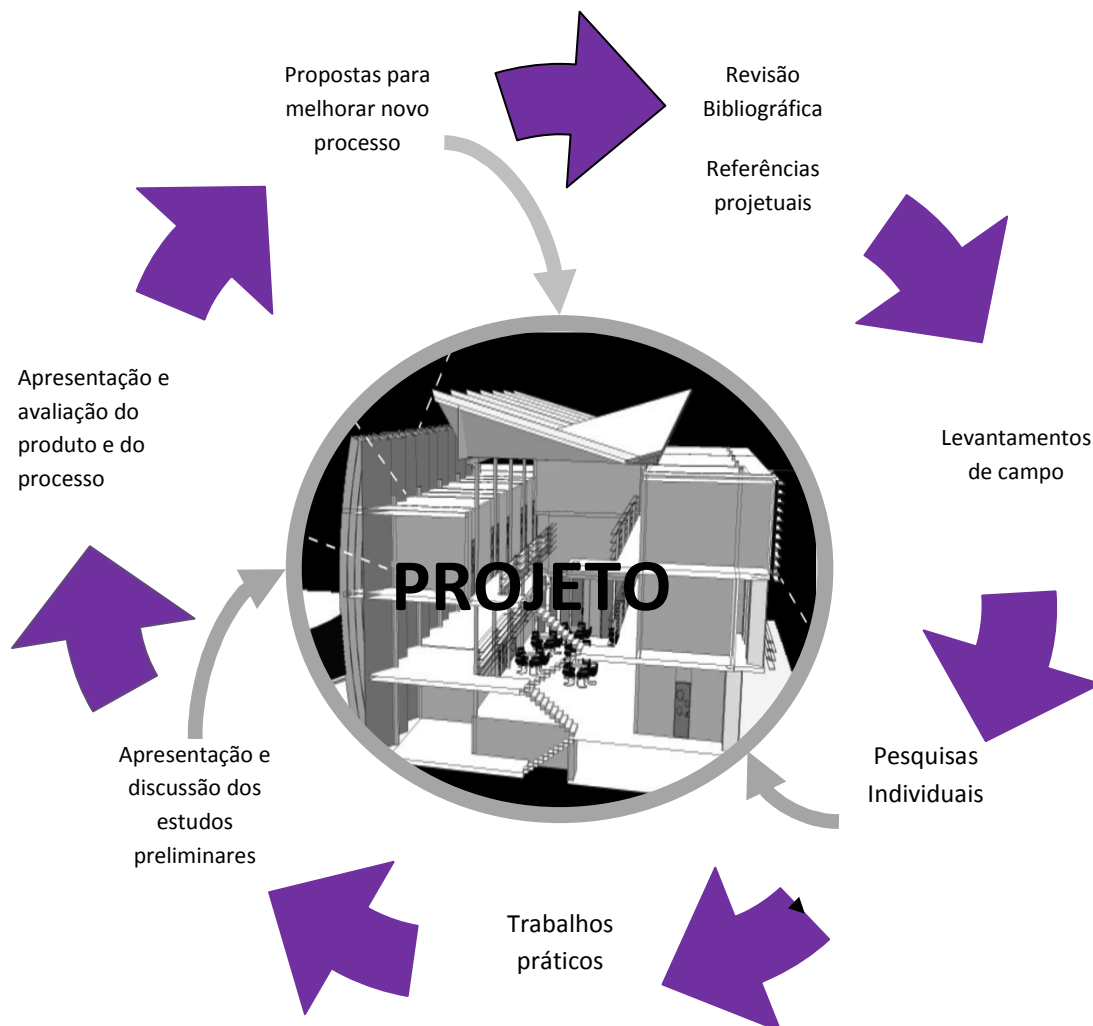 Propostas para
melhorar novo
processo
Revisão
Bibliográfica
Referências
projetuais
Levantamentos
de campo
Pesquisas
Individuais
Trabalhos
práticos
Apresentação e
discussão dos
estudos
preliminares
Apresentação e
avaliação do
produto e do
processo
PROJETO